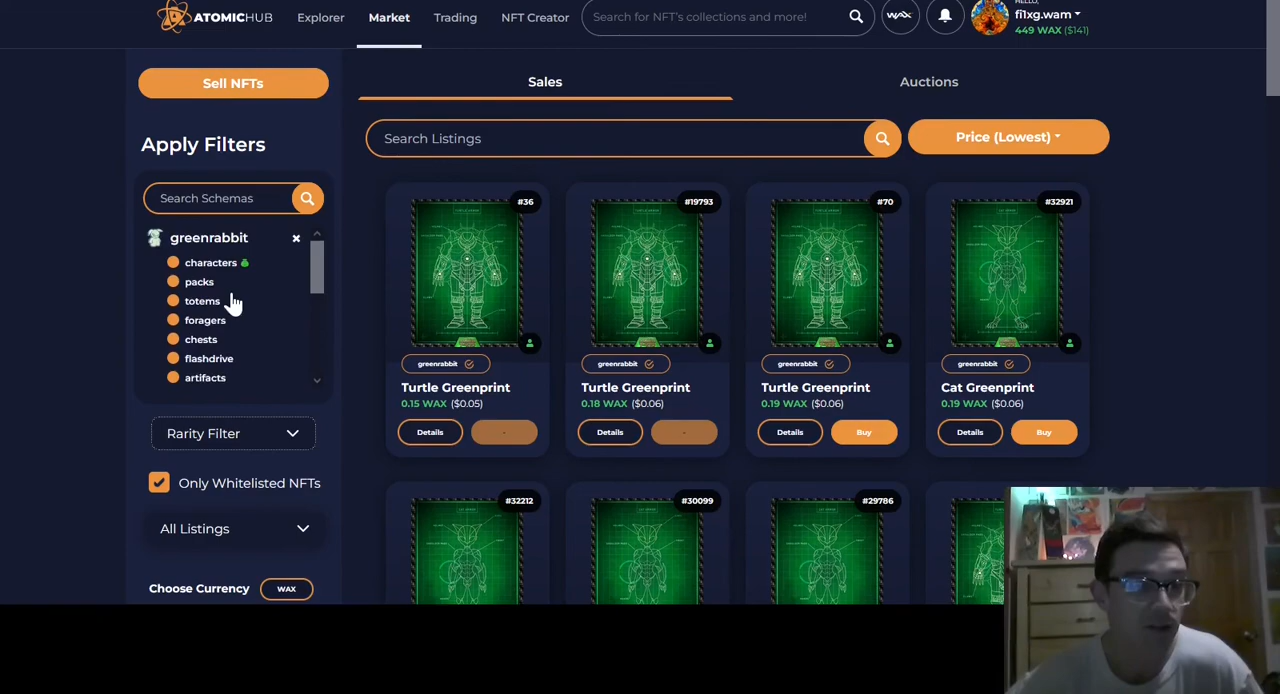 ATOMICHUB
Explorer
Market
Trading
NFT Creator
Search for NFT's collections and more!
WAX
HELLO,
fi1xg.wam
449 WAX ($141)
Sell NFTs
Sales
Auctions
Apply Filters
Search Listings
Price (Lowest)
Search Schemas
greenrabbit
characters
packs
totems
foragers
chests
flashdrive
artifacts
Rarity Filter
Only Whitelisted NFTs
All Listings
Choose Currency
WAX
#36
greenrabbit
Turtle Greenprint
0.15 WAX ($0.05)
Details
-
#19793
greenrabbit
Turtle Greenprint
0.18 WAX ($0.06)
Details
-
#70
greenrabbit
Turtle Greenprint
0.19 WAX ($0.06)
Details
Buy
#32921
greenrabbit
Cat Greenprint
0.19 WAX ($0.06)
Details
Buy
#32212
#30099
#29786